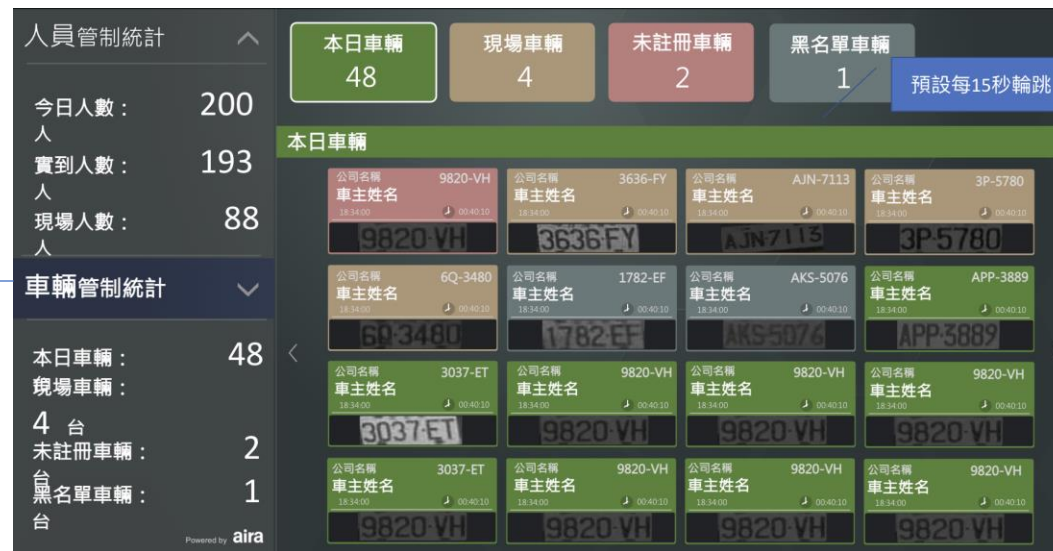 人員管制統計
今日人數： 200
人
實到人數： 193
人
現場人數： 88
人
車輛管制統計
本日車輛： 48
現場車輛：
4 台
未註冊車輛： 2
台
黑名單車輛： 1
台
Powered by aira
本日車輛
48
現場車輛
4
未註冊車輛
2
黑名單車輛
1
預設每15秒輪跳
本日車輛
公司名稱 9820-VH
車主姓名
18:34:00 00:40:10
9820-VH
公司名稱 3636-FY
車主姓名
18:34:00 00:40:10
3636-FY
公司名稱 AJN-7113
車主姓名
18:34:00 00:40:10
AJN-7113
公司名稱 3P-5780
車主姓名
18:34:00 00:40:10
3P-5780
公司名稱 6Q-3480
車主姓名
18:34:00 00:40:10
6Q-3480
公司名稱 1782-EF
車主姓名
18:34:00 00:40:10
1782-EF
公司名稱 AKS-5076
車主姓名
18:34:00 00:40:10
AKS-5076
公司名稱 APP-3889
車主姓名
18:34:00 00:40:10
APP-3889
公司名稱 3037-ET
車主姓名
18:34:00 00:40:10
3037-ET
公司名稱 9820-VH
車主姓名
18:34:00 00:40:10
9820-VH
公司名稱 9820-VH
車主姓名
18:34:00 00:40:10
9820-VH
公司名稱 9820-VH
車主姓名
18:34:00 00:40:10
9820-VH
公司名稱 3037-ET
車主姓名
18:34:00 00:40:10
9820-VH
公司名稱 9820-VH
車主姓名
18:34:00 00:40:10
9820-VH
公司名稱 9820-VH
車主姓名
18:34:00 00:40:10
9820-VH
公司名稱 9820-VH
車主姓名
18:34:00 00:40:10
9820-VH